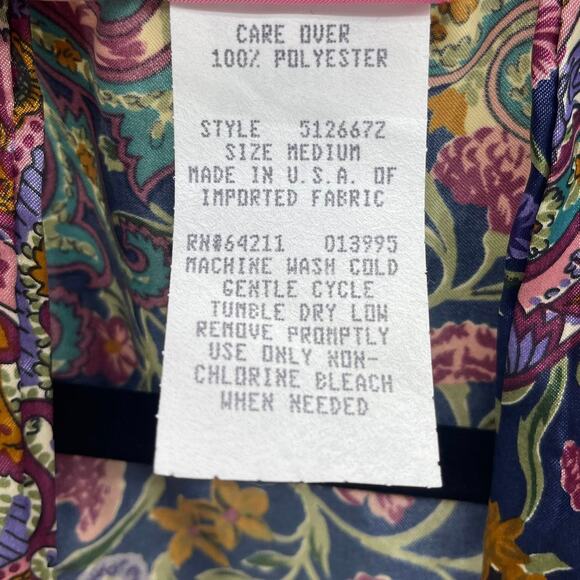 CARE OVER
100% POLYESTER
STYLE 5126672
SIZE MEDIUM
MADE IN U.S.A. OF
IMPORTED FABRIC
RN#64211 013995
MACHINE WASH COLD
GENTLE CYCLE
TUMBLE DRY LOW
REMOVE PROMPTLY
USE ONLY NON-
CHLORINE BLEACH
WHEN NEEDED